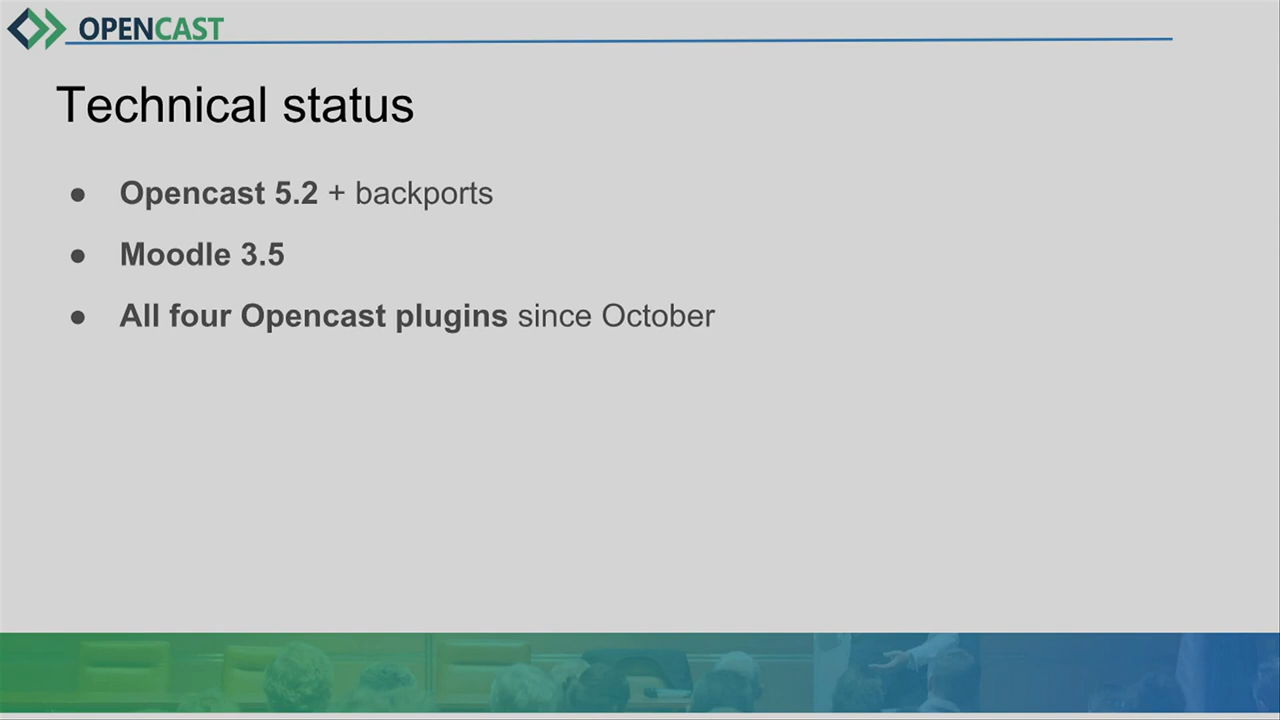 OPENCAST
Technical status
● Opencast 5.2 + backports
● Moodle 3.5
● All four Opencast plugins since October